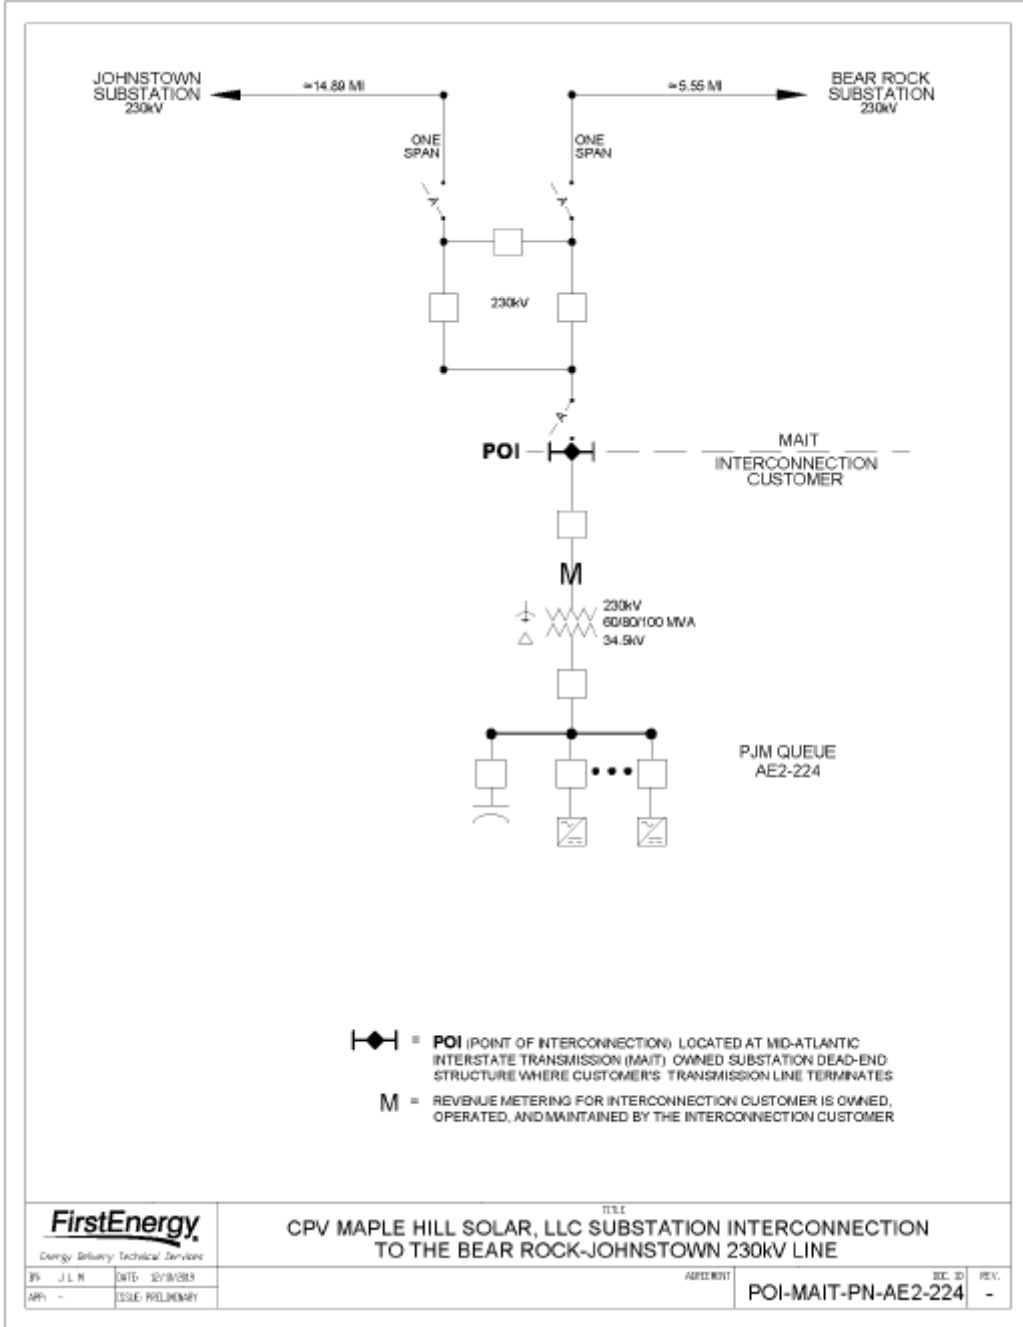 JOHNSTOWN
SUBSTATION
230kV
≃14.89 MI
≃5.55 MI
BEAR ROCK
SUBSTATION
230kV
ONE
SPAN
ONE
SPAN
A
A
230kV
A
POI
MAIT
INTERCONNECTION
CUSTOMER
M
230kV
60/80/100 MVA
34.5kV
PJM QUEUE
AE2-224
= POI (POINT OF INTERCONNECTION) LOCATED AT MID-ATLANTIC
INTERSTATE TRANSMISSION (MAIT) OWNED SUBSTATION DEAD-END
STRUCTURE WHERE CUSTOMER'S TRANSMISSION LINE TERMINATES
M = REVENUE METERING FOR INTERCONNECTION CUSTOMER IS OWNED,
OPERATED, AND MAINTAINED BY THE INTERCONNECTION CUSTOMER
FirstEnergy
Energy Delivery Technical Services
TITLE
CPV MAPLE HILL SOLAR, LLC SUBSTATION INTERCONNECTION
TO THE BEAR ROCK-JOHNSTOWN 230kV LINE
BY: J L M
DATE: 12/18/2019
APP: -
ISSUE: PRELIMINARY
AGREEMENT
DOC. ID
POI-MAIT-PN-AE2-224
REV.
-